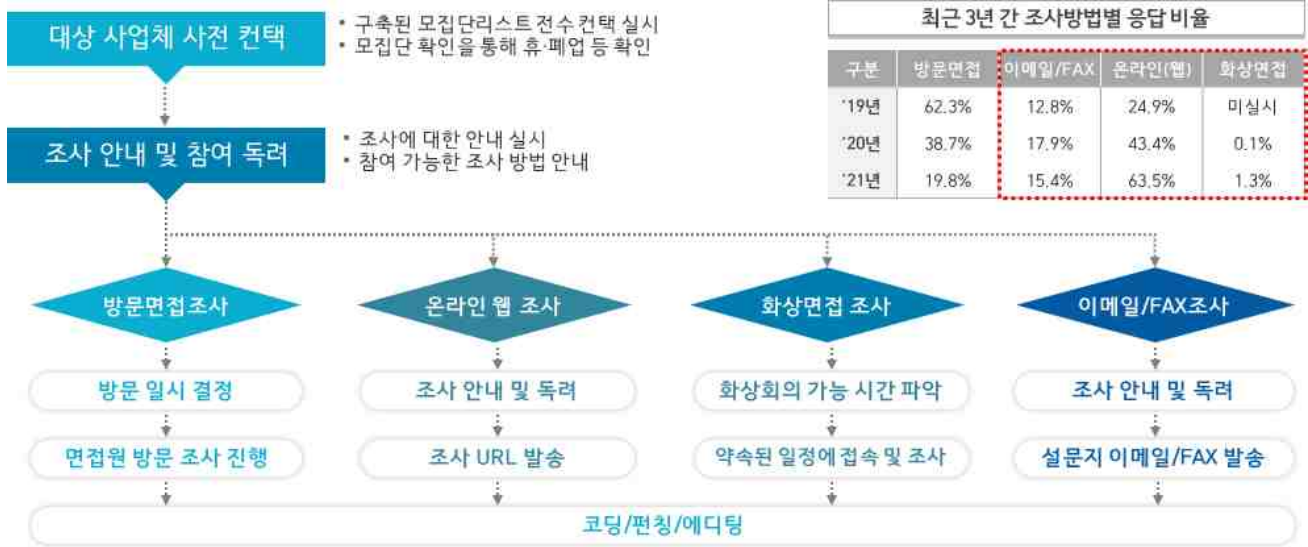 대상 사업체 사전 컨택
• 구축된 모집단리스트 전수 컨택 실시
• 모집단 확인을 통해 휴·폐업 등 확인
조사 안내 및 참여 독려
• 조사에 대한 안내 실시
• 참여 가능한 조사 방법 안내
최근 3년 간 조사방법별 응답 비율
구분 방문면접 이메일/FAX 온라인(웹) 화상면접
'19년 62.3% 12.8% 24.9% 미실시
'20년 38.7% 17.9% 43.4% 0.1%
'21년 19.8% 15.4% 63.5% 1.3%
방문면접조사 온라인 웹 조사 화상면접 조사 이메일/FAX조사
방문 일시 결정 조사 안내 및 독려 화상회의 가능 시간 파악 조사 안내 및 독려
면접원 방문 조사 진행 조사 URL 발송 약속된 일정에 접속 및 조사 설문지 이메일/FAX 발송
코딩/펀칭/에디팅